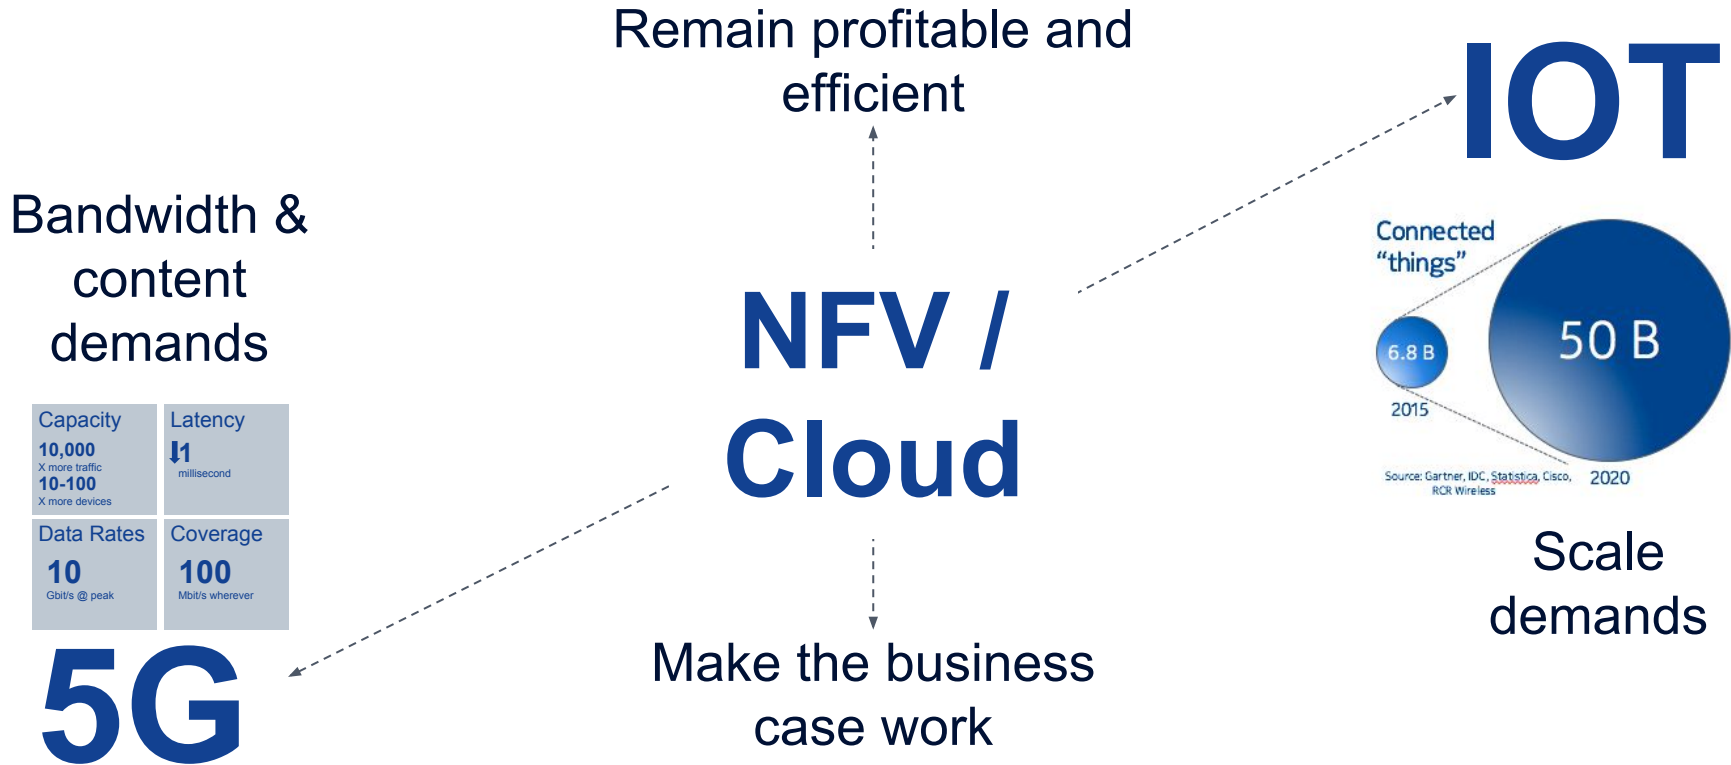 Remain profitable and
efficient
IOT
Bandwidth &
content
demands
Capacity
10,000
X more traffic
10-100
X more devices
Latency
1
millisecond
Data Rates
10
Gbit/s @ peak
Coverage
100
Mbit/s wherever
5G
NFV /
Cloud
Make the business
case work
Connected
“things”
6.8 B
2015
50 B
2020
Source: Gartner, IDC, Statistica, Cisco,
RCR Wireless
Scale
demands